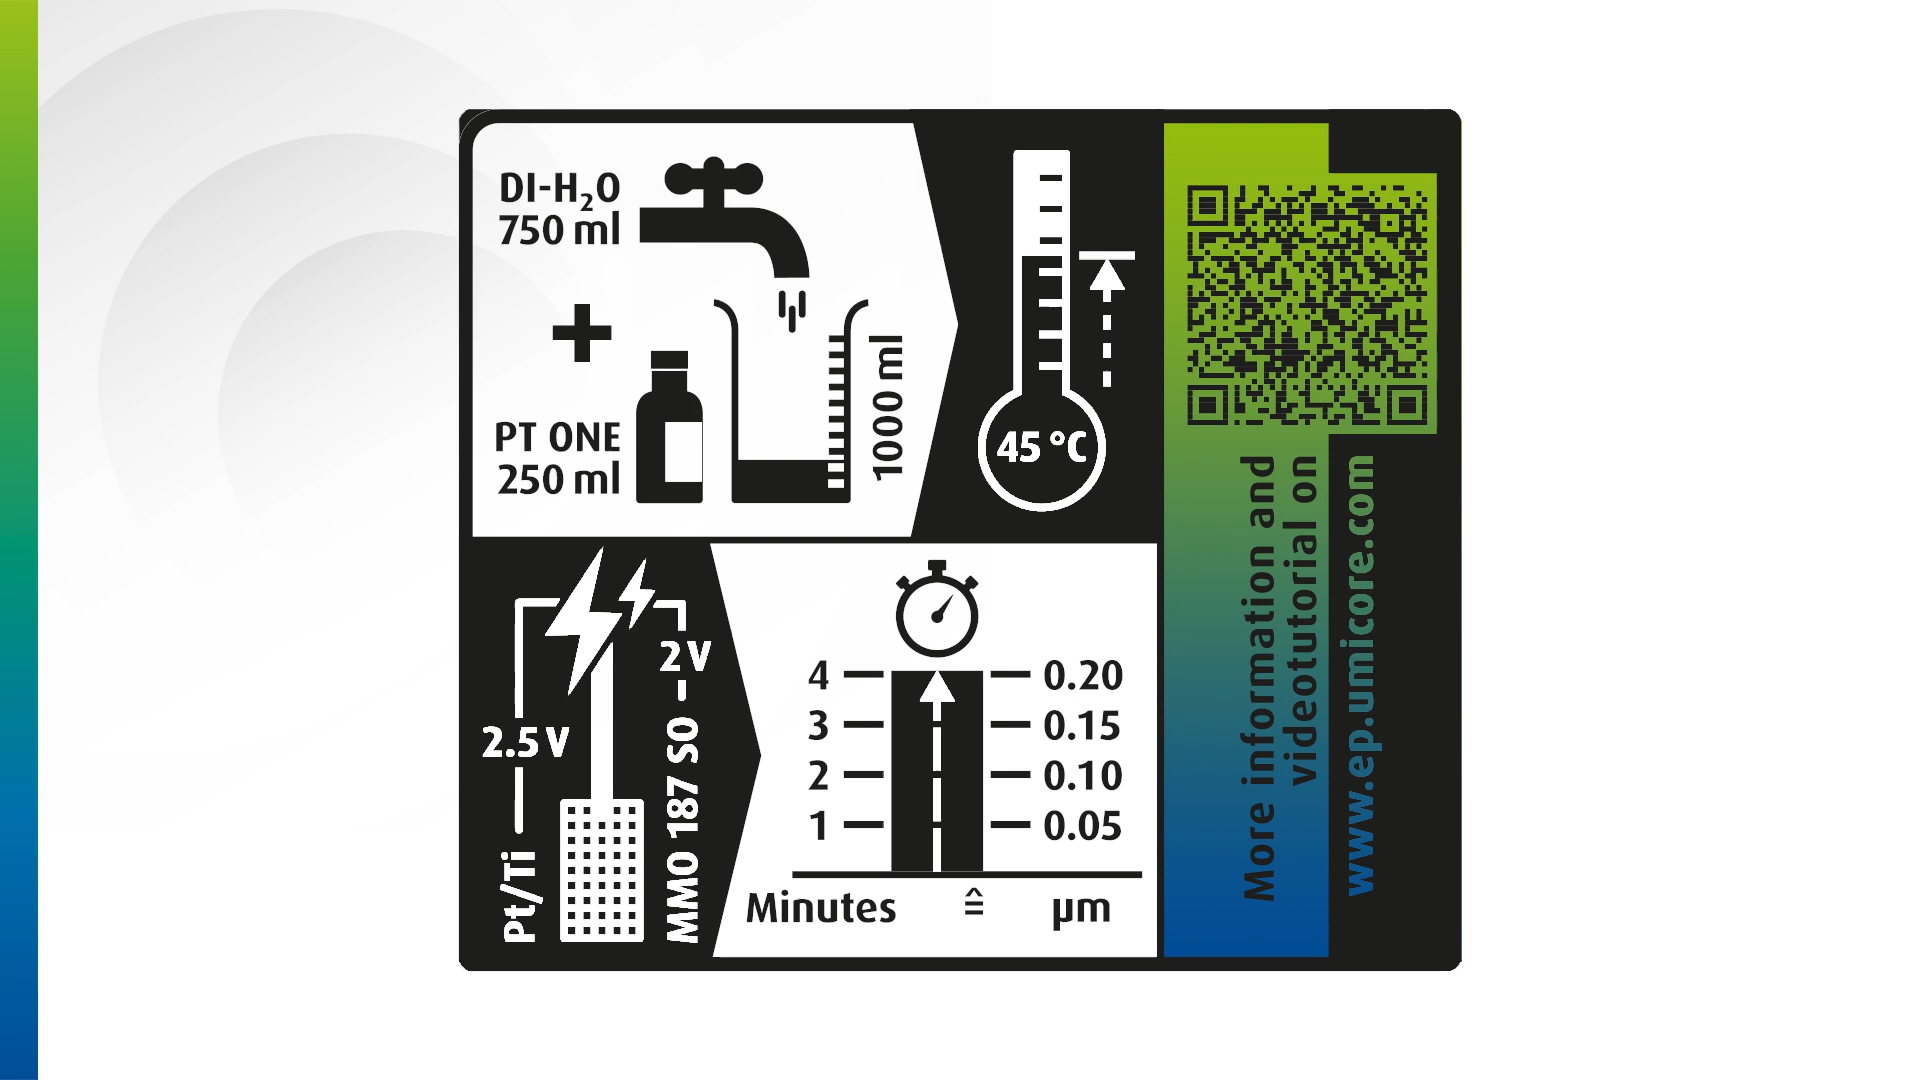 DI-H₂O
750 ml
+
PT ONE
250 ml
1000 ml
45 °C
2.5 V
Pt/Ti
2 V
MMO 187 SO
4 0.20
3 0.15
2 0.10
1 0.05
Minutes ≙ µm
More information and
videotutorial on
www.ep.umicore.com